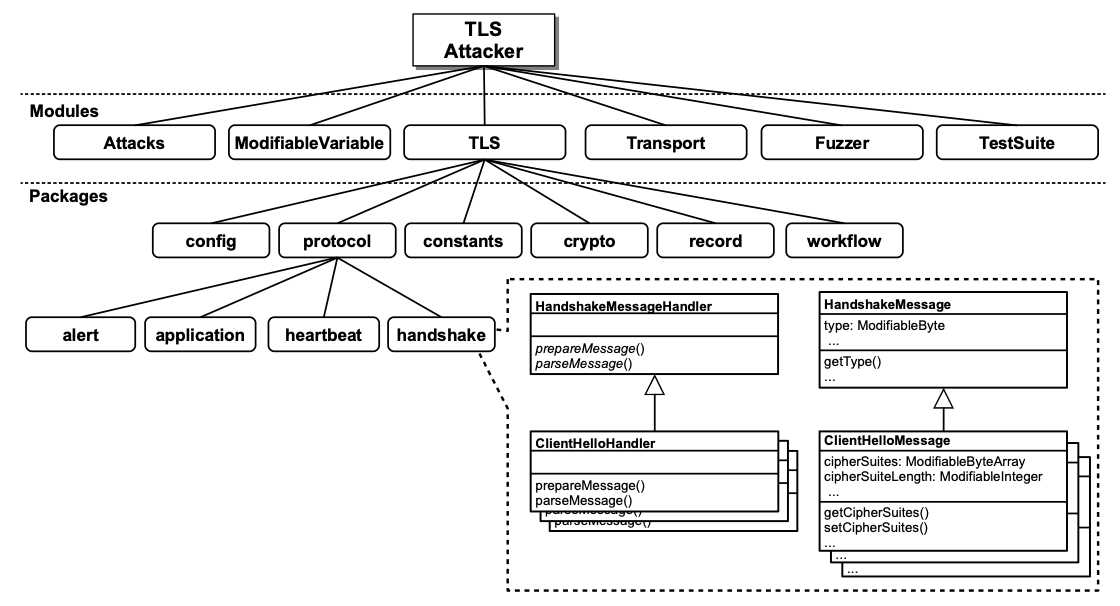 TLS
Attacker
Modules
Attacks
ModifiableVariable
TLS
Transport
Fuzzer
TestSuite
Packages
config
protocol
constants
crypto
record
workflow
alert
application
heartbeat
handshake
HandshakeMessageHandler
prepareMessage()
parseMessage()
HandshakeMessage
type: ModifiableByte
...
getType()
...
ClientHelloHandler
prepareMessage()
parseMessage()
parseMessage()
parseMessage()
ClientHelloMessage
cipherSuites: ModifiableByteArray
cipherSuiteLength: ModifiableInteger
...
getCipherSuites()
setCipherSuites()
...
...
...